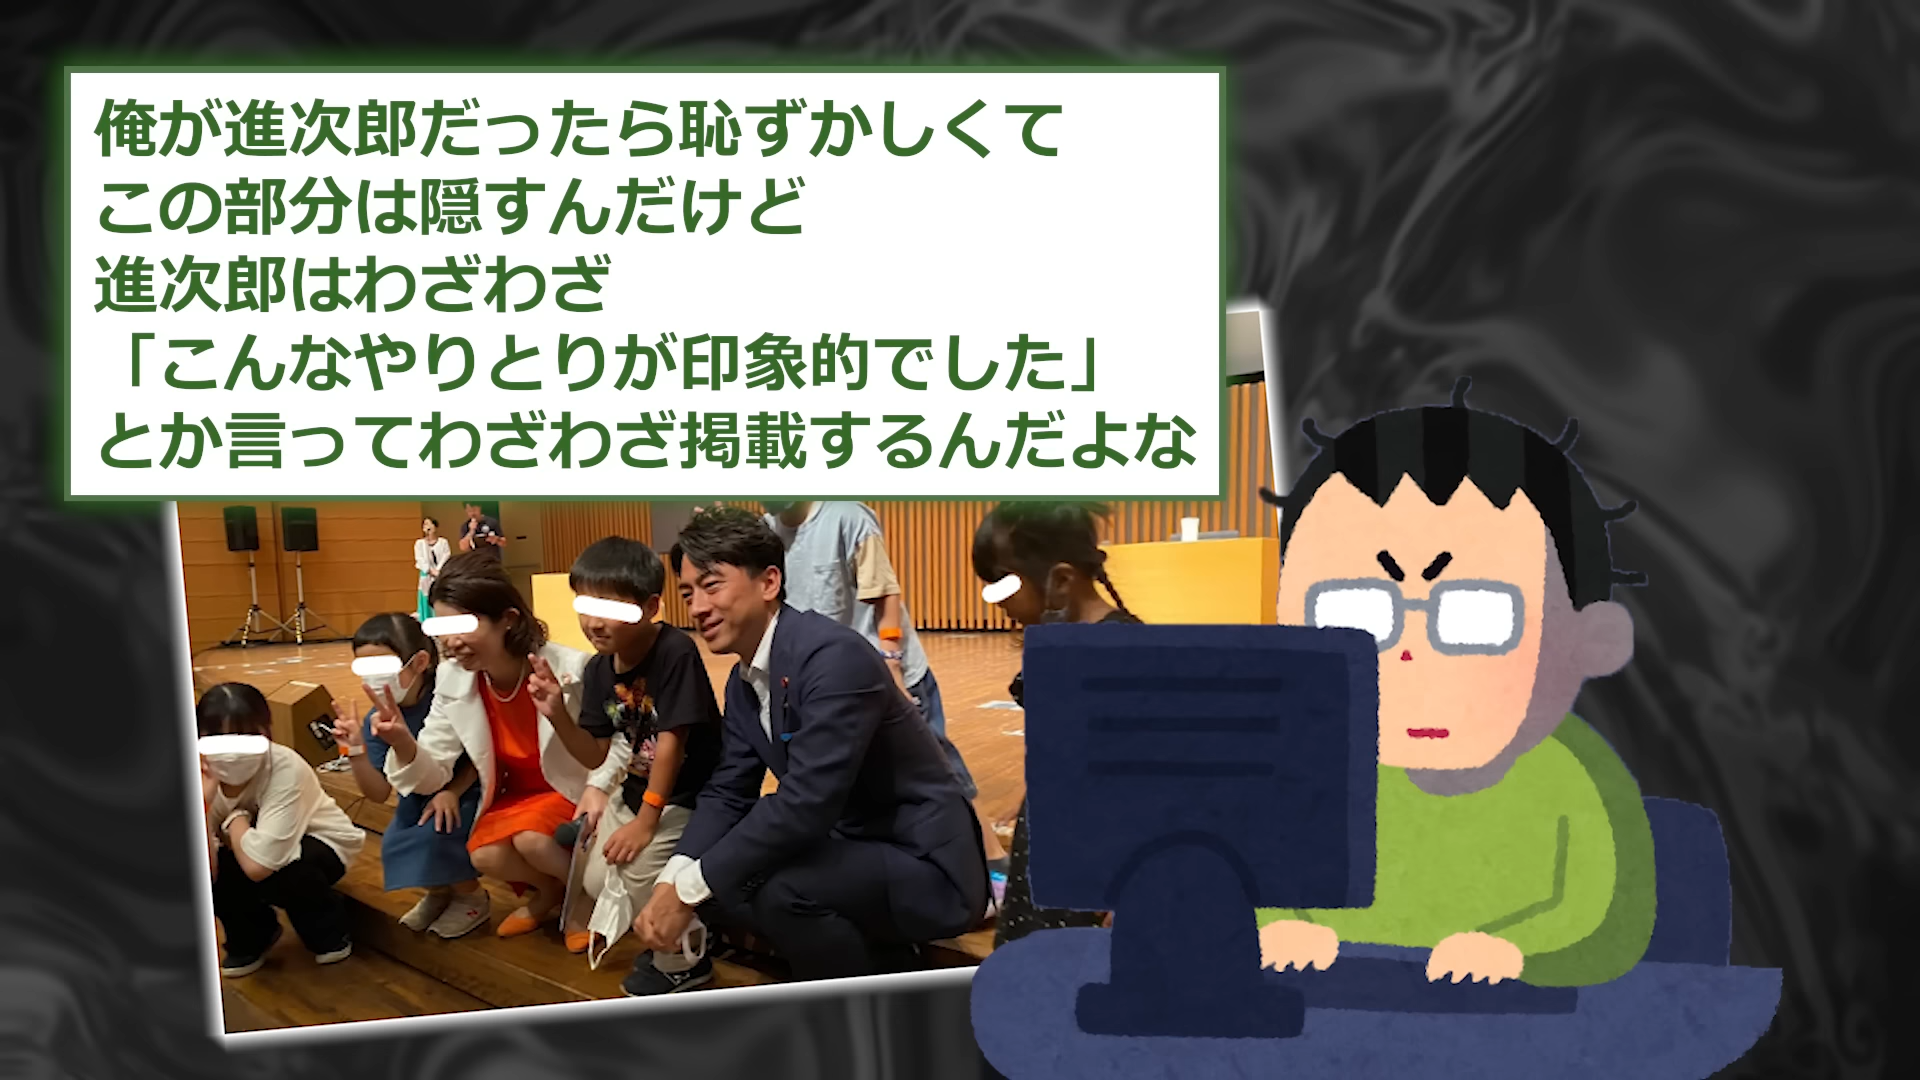 俺が進次郎だったら恥ずかしくて
この部分は隠すんだけど
進次郎はわざわざ
「こんなやりとりが印象的でした」
とか言ってわざわざ掲載するんだよな